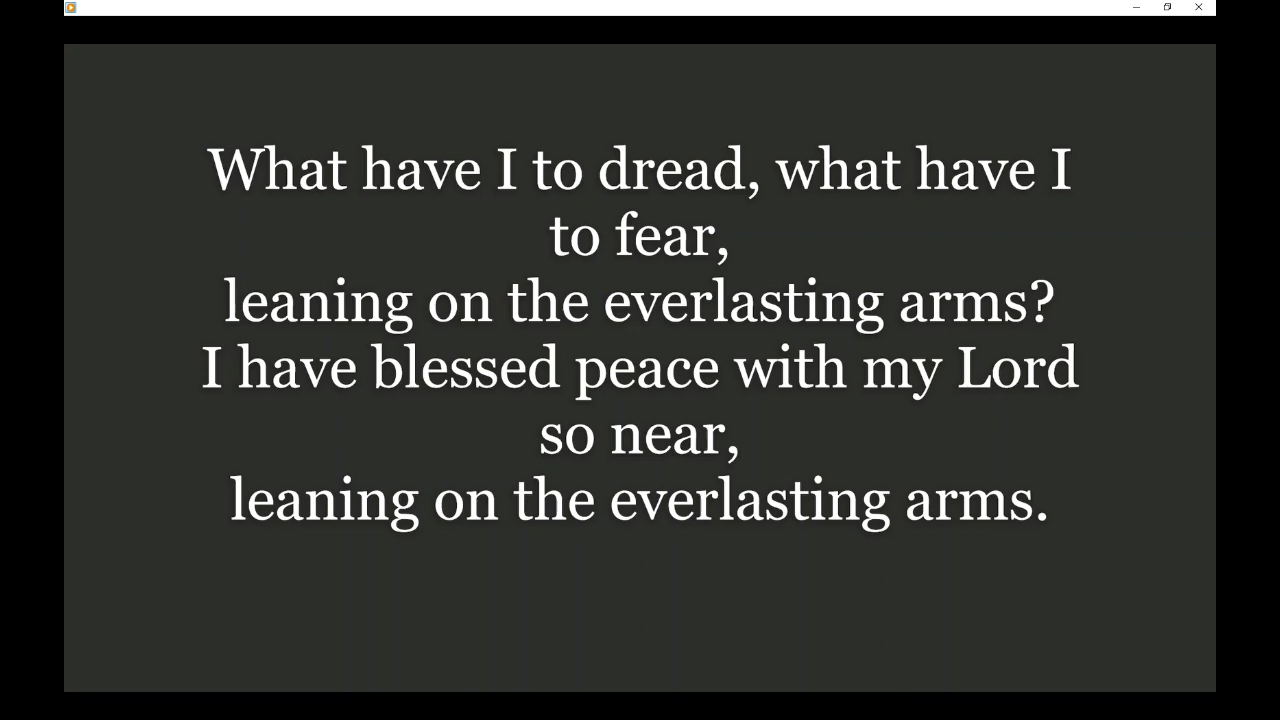 What have I to dread, what have I
to fear,
leaning on the everlasting arms?
I have blessed peace with my Lord
so near,
leaning on the everlasting arms.